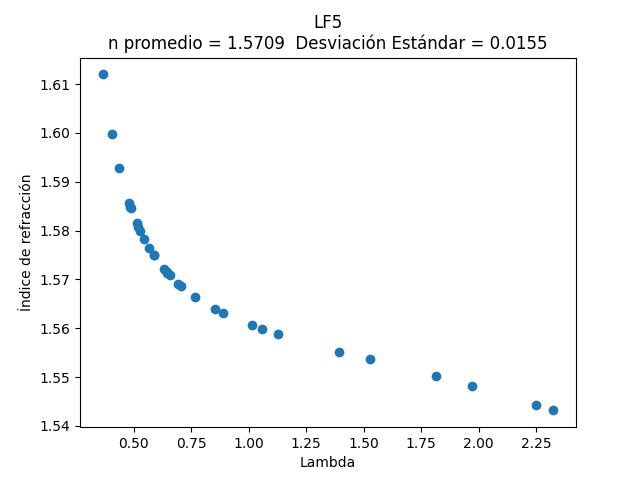 LF5
n promedio = 1.5709 Desviación Estándar = 0.0155
1.61
1.60
1.59
1.58
1.57
1.56
1.55
1.54
Índice de refracción
0.50 0.75 1.00 1.25 1.50 1.75 2.00 2.25
Lambda